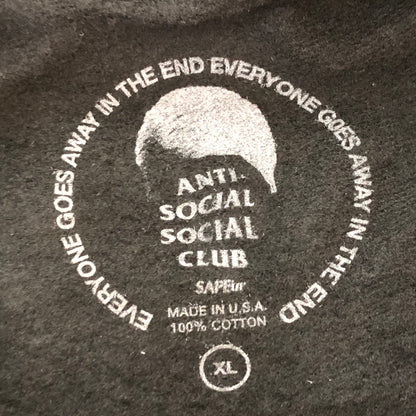 EVERYONE GOES AWAY IN THE END EVERYONE GOES AWAY IN THE END
ANTI
SOCIAL
SOCIAL
CLUB
MADE IN U.S.A.
100% COTTON
XL